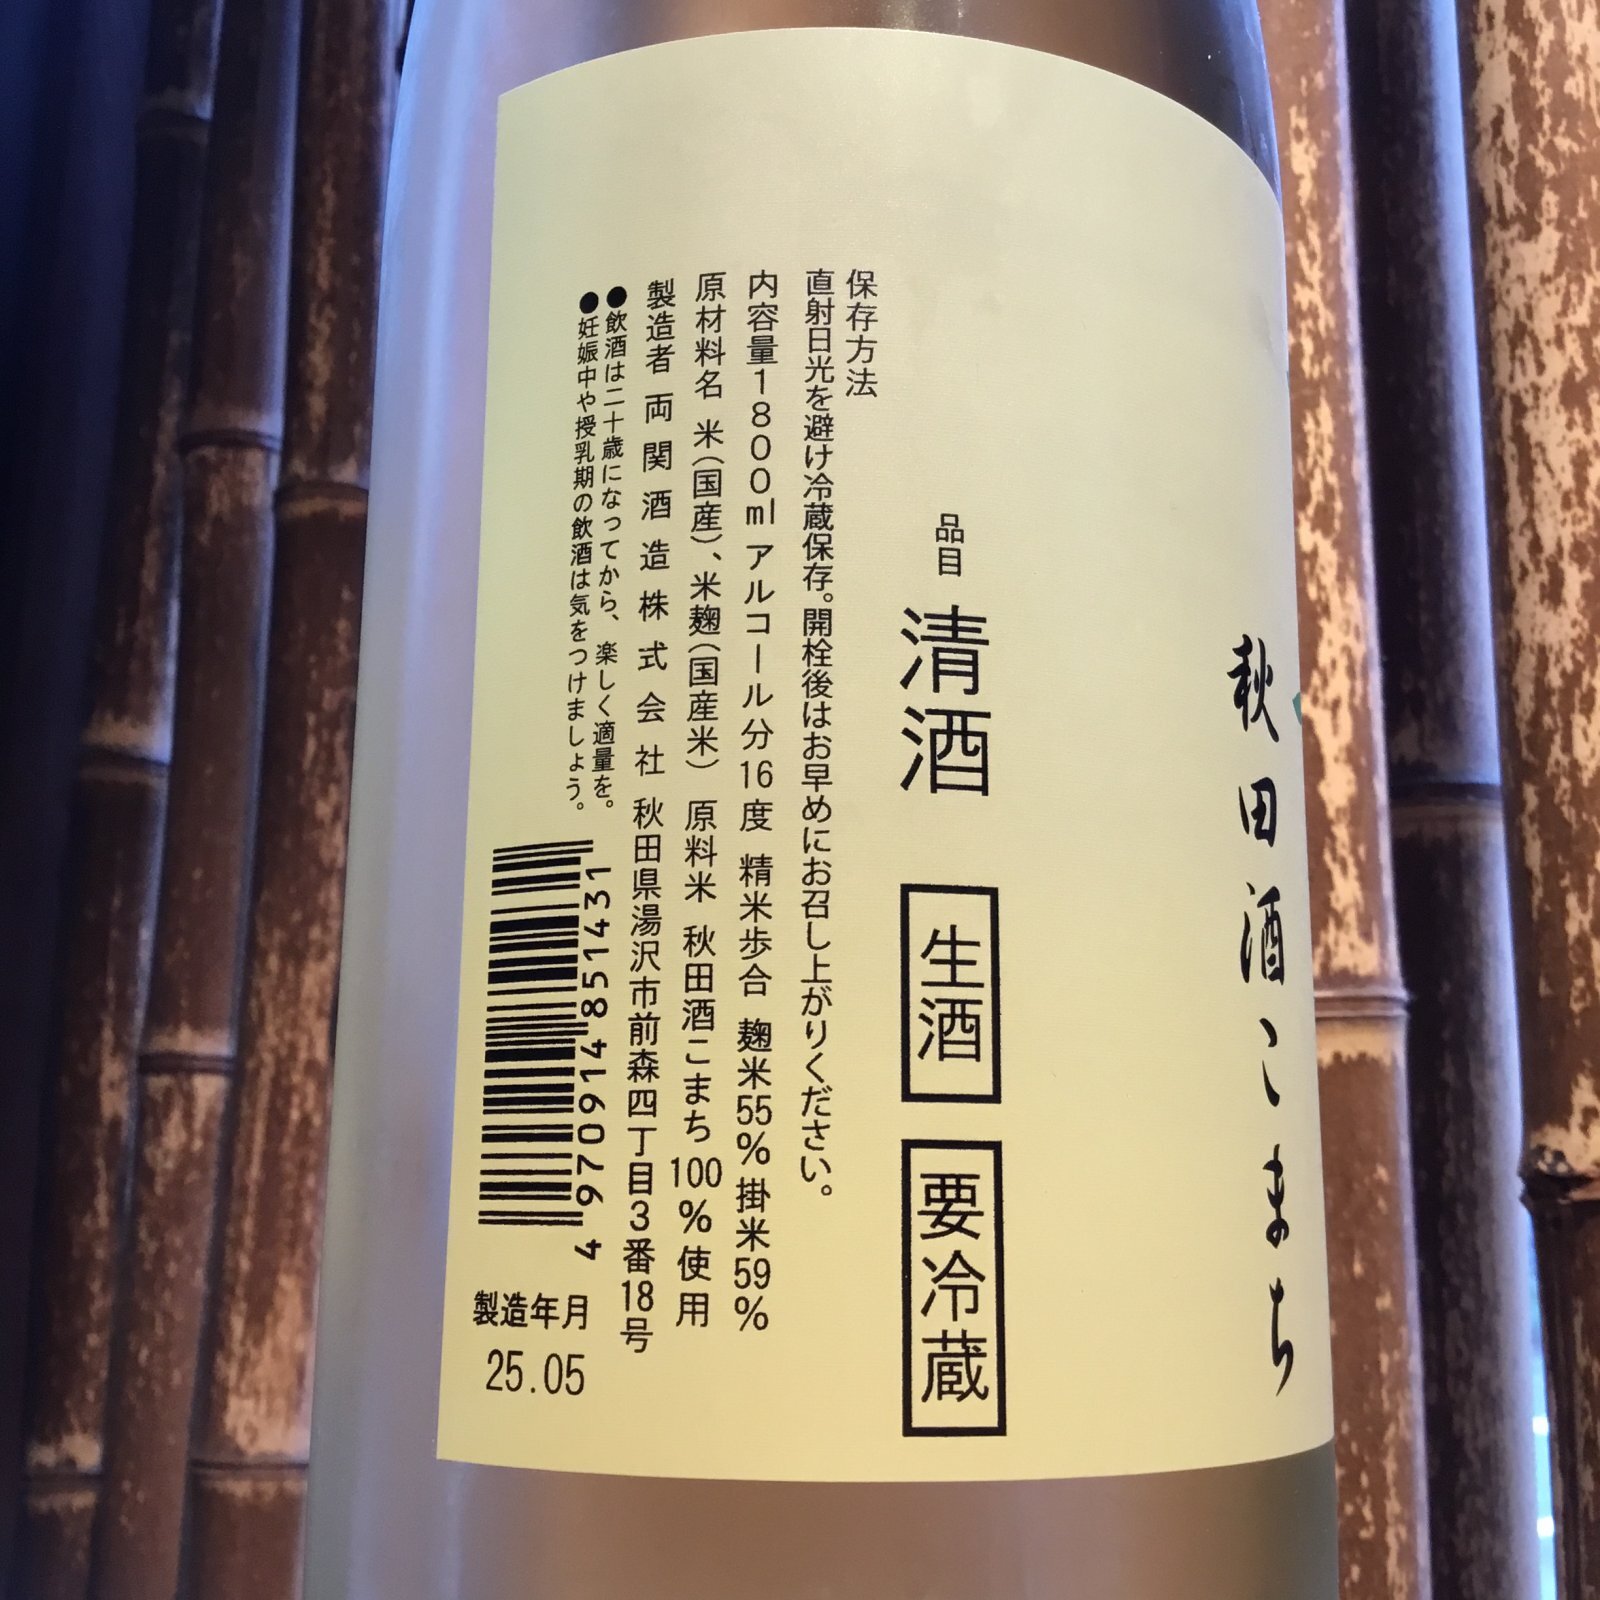 秋田酒こまち
品目 清酒 生酒 要冷蔵
保存方法
直射日光を避け冷蔵保存。開栓後はお早めにお召し上がりください。
内容量1800ml アルコール分16度 精米歩合 麹米55% 掛米59%
原材料名 米(国産)、米麹(国産米) 原料米 秋田酒こまち100%使用
製造者 両関酒造株式会社 秋田県湯沢市前森四丁目3番18号
●飲酒は二十歳になってから、楽しく適量を。
●妊娠中や授乳期の飲酒は気をつけましょう。
4970914851431
製造年月
25.05